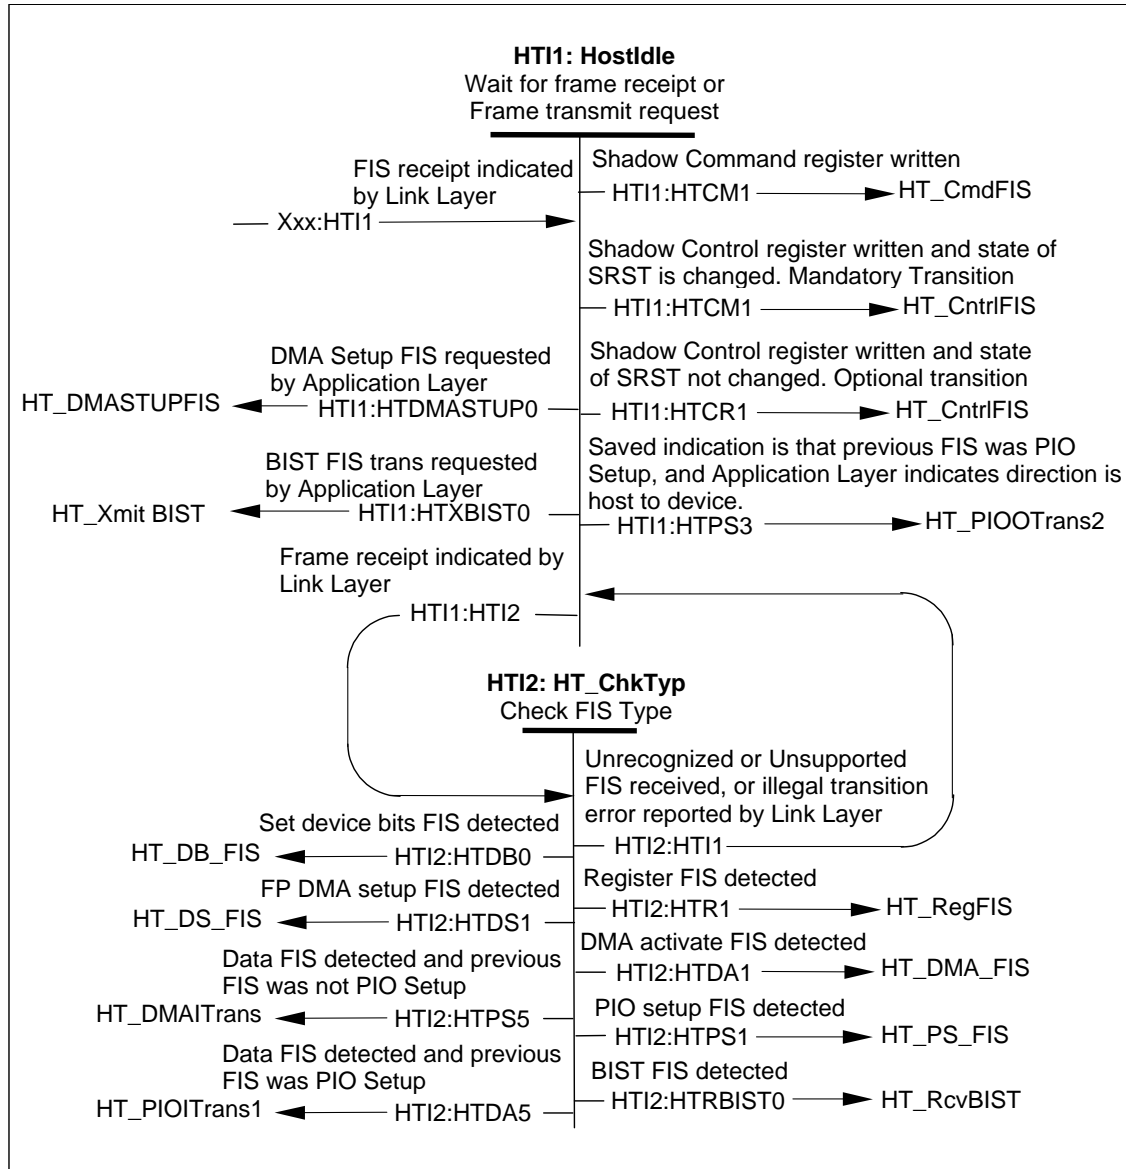 HTI1: HostIdle
Wait for frame receipt or
Frame transmit request
FIS receipt indicated
by Link Layer
Xxx:HTI1
Shadow Command register written
HTI1:HTCM1
HT_CmdFIS
Shadow Control register written and state of
SRST is changed. Mandatory Transition
HTI1:HTCM1
HT_CntrlFIS
DMA Setup FIS requested
by Application Layer
HT_DMASTUPFIS
HTI1:HTDMASTUP0
Shadow Control register written and state
of SRST not changed. Optional transition
HTI1:HTCR1
HT_CntrlFIS
BIST FIS trans requested
by Application Layer
HT_Xmit BIST
HTI1:HTXBIST0
Saved indication is that previous FIS was PIO
Setup, and Application Layer indicates direction is
host to device.
HTI1:HTPS3
HT_PIOOTrans2
Frame receipt indicated by
Link Layer
HTI1:HTI2
HTI2: HT_ChkTyp
Check FIS Type
Unrecognized or Unsupported
FIS received, or illegal transition
error reported by Link Layer
HTI2:HTI1
Set device bits FIS detected
HT_DB_FIS
HTI2:HTDB0
Register FIS detected
HTI2:HTR1
HT_RegFIS
FP DMA setup FIS detected
HT_DS_FIS
HTI2:HTDS1
DMA activate FIS detected
HTI2:HTDA1
HT_DMA_FIS
Data FIS detected and previous
FIS was not PIO Setup
HT_DMAITrans
HTI2:HTPS5
PIO setup FIS detected
HTI2:HTPS1
HT_PS_FIS
Data FIS detected and previous
FIS was PIO Setup
HT_PIOITrans1
HTI2:HTDA5
BIST FIS detected
HTI2:HTRBIST0
HT_RcvBIST